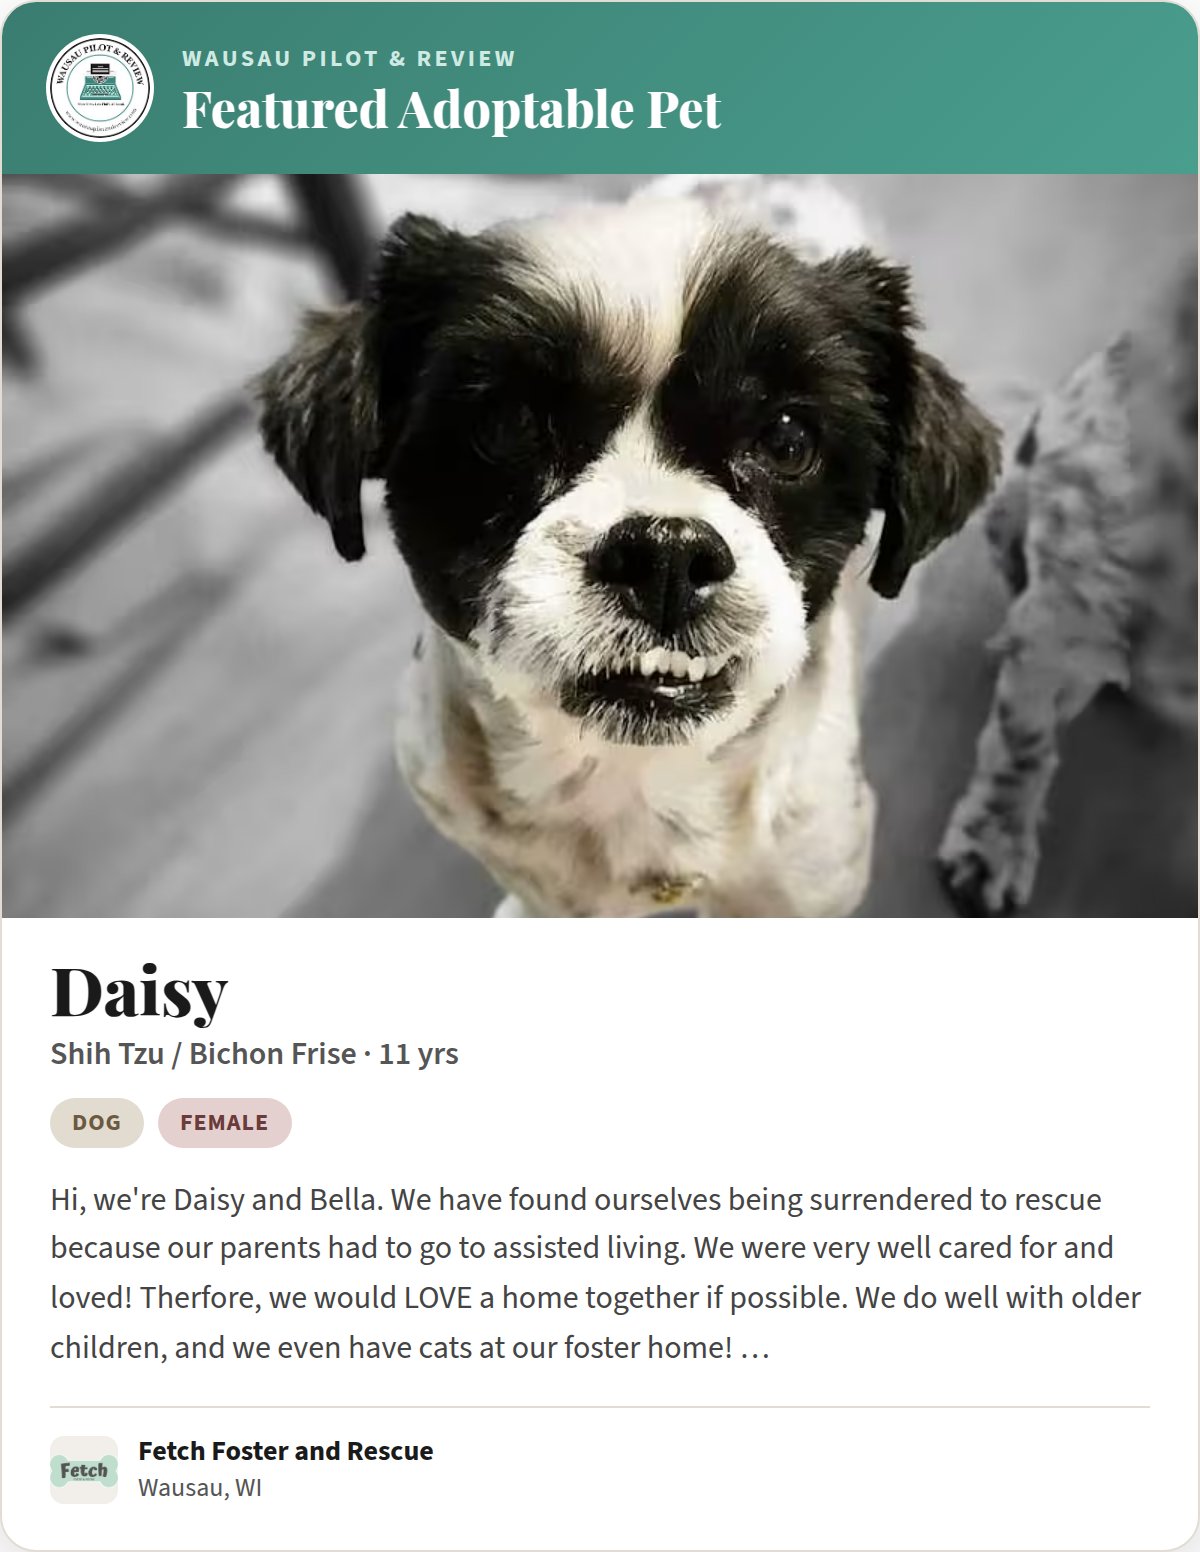 WAUSAU PILOT & REVIEW
WAUSAU PILOT & REVIEW
Featured Adoptable Pet
Daisy
Shih Tzu / Bichon Frise · 11 yrs
DOG
FEMALE
Hi, we're Daisy and Bella. We have found ourselves being surrendered to rescue
because our parents had to go to assisted living. We were very well cared for and
loved! Therfore, we would LOVE a home together if possible. We do well with older
children, and we even have cats at our foster home! …
Fetch
Fetch Foster and Rescue
Wausau, WI